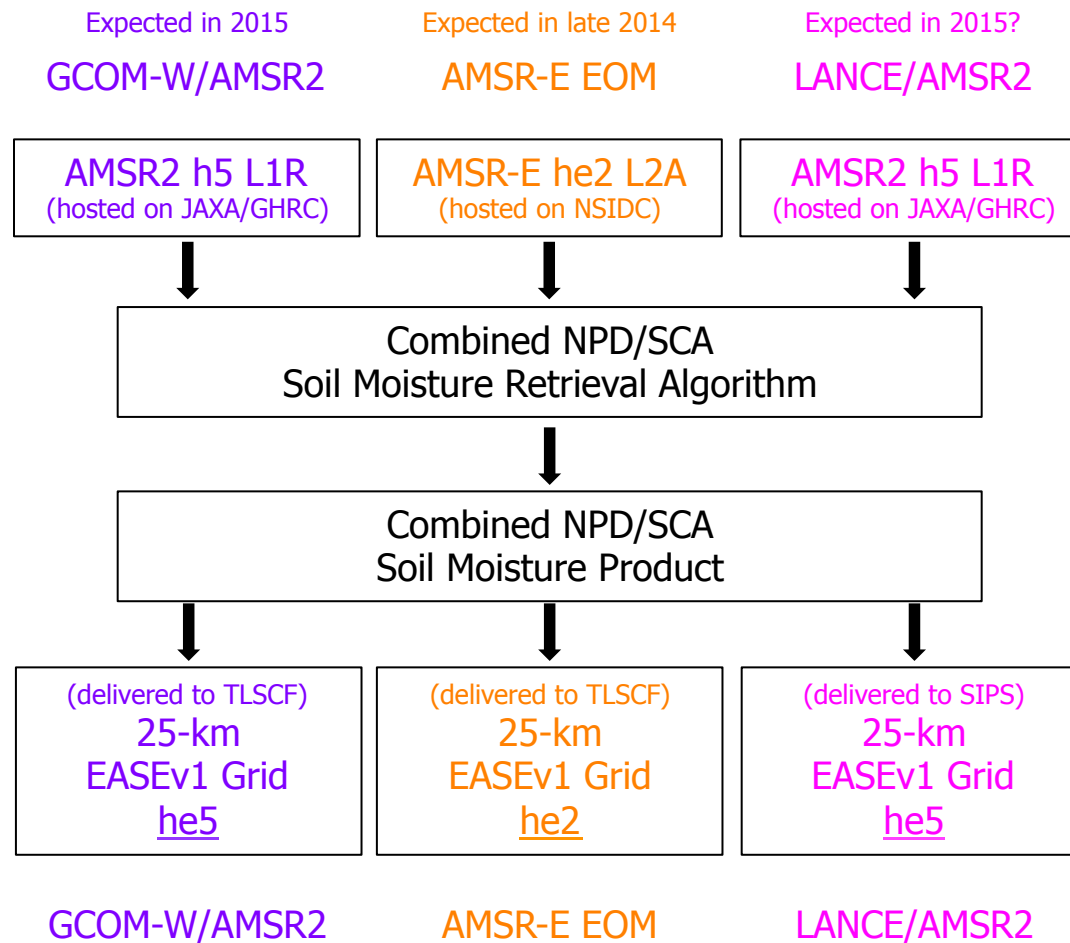 Expected in 2015
Expected in late 2014
Expected in 2015?
GCOM-W/AMSR2
AMSR-E EOM
LANCE/AMSR2
AMSR2 h5 L1R
(hosted on JAXA/GHRC)
AMSR-E he2 L2A
(hosted on NSIDC)
AMSR2 h5 L1R
(hosted on JAXA/GHRC)
Combined NPD/SCA
Soil Moisture Retrieval Algorithm
Combined NPD/SCA
Soil Moisture Product
(delivered to TLSCF)
25-km
EASEv1 Grid
he5
(delivered to TLSCF)
25-km
EASEv1 Grid
he2
(delivered to SIPS)
25-km
EASEv1 Grid
he5
GCOM-W/AMSR2
AMSR-E EOM
LANCE/AMSR2